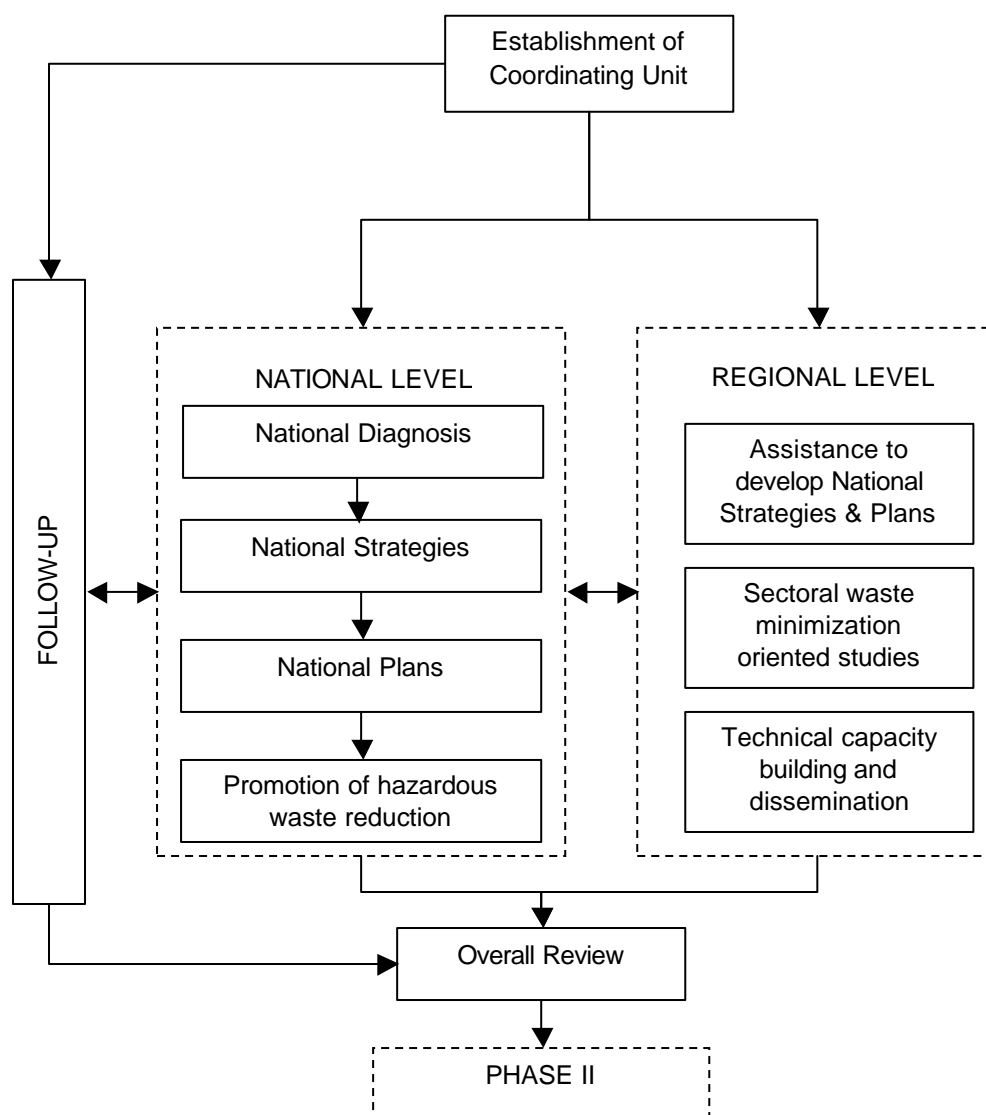 Establishment of
Coordinating Unit
FOLLOW-UP
NATIONAL LEVEL
National Diagnosis
National Strategies
National Plans
Promotion of hazardous
waste reduction
REGIONAL LEVEL
Assistance to
develop National
Strategies & Plans
Sectoral waste
minimization
oriented studies
Technical capacity
building and
dissemination
Overall Review
PHASE II